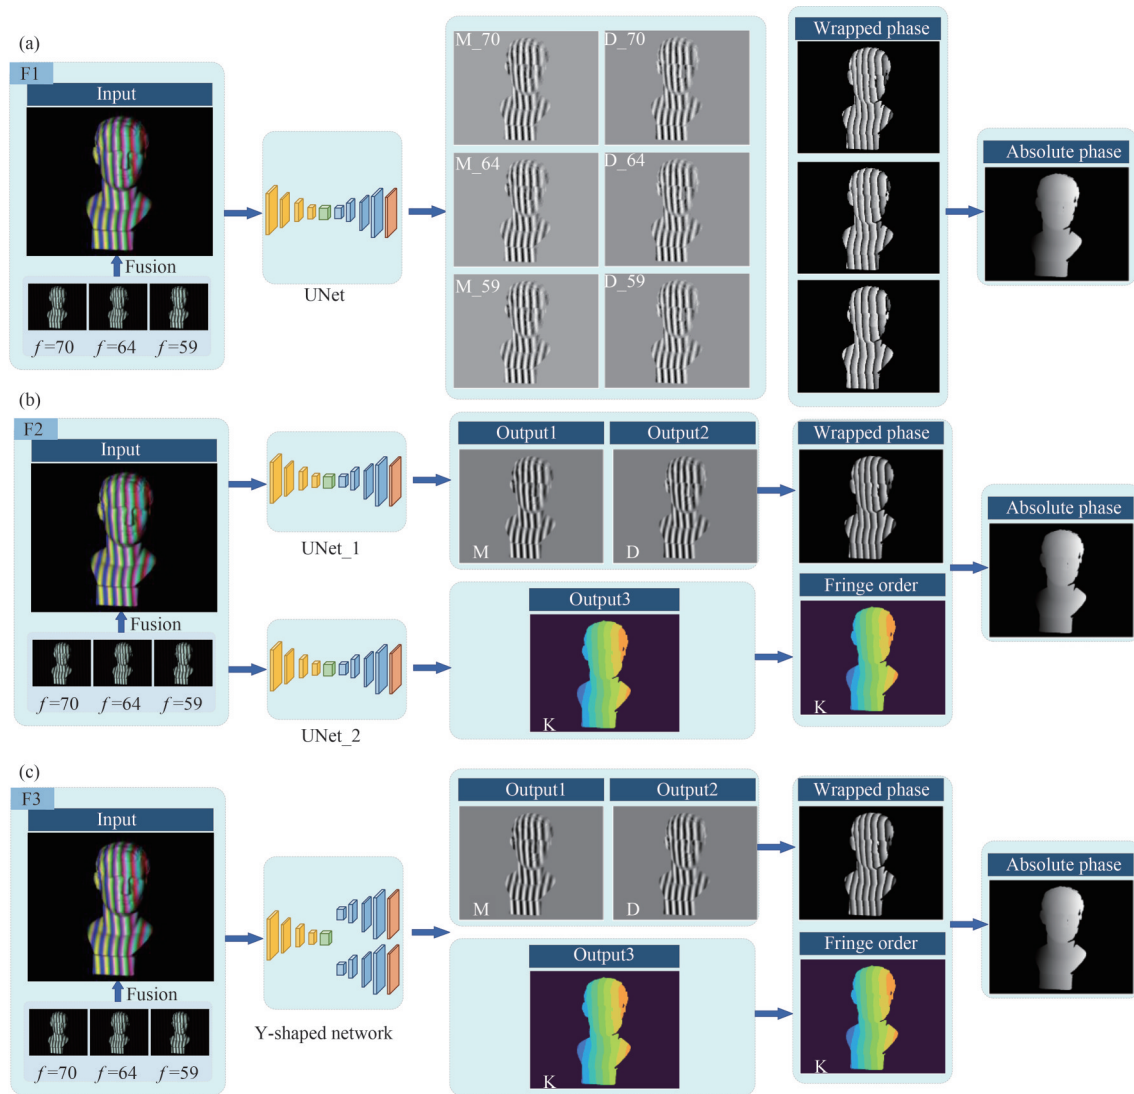 (a)
F1
Input
Fusion
f=70 f=64 f=59
UNet
M_70 D_70
M_64 D_64
M_59 D_59
Wrapped phase
Absolute phase
(b)
F2
Input
Fusion
f=70 f=64 f=59
UNet_1
UNet_2
Output1 Output2
M D
Output3
K
Wrapped phase
Fringe order
K
Absolute phase
(c)
F3
Input
Fusion
f=70 f=64 f=59
Y-shaped network
Output1 Output2
M D
Output3
K
Wrapped phase
Fringe order
K
Absolute phase